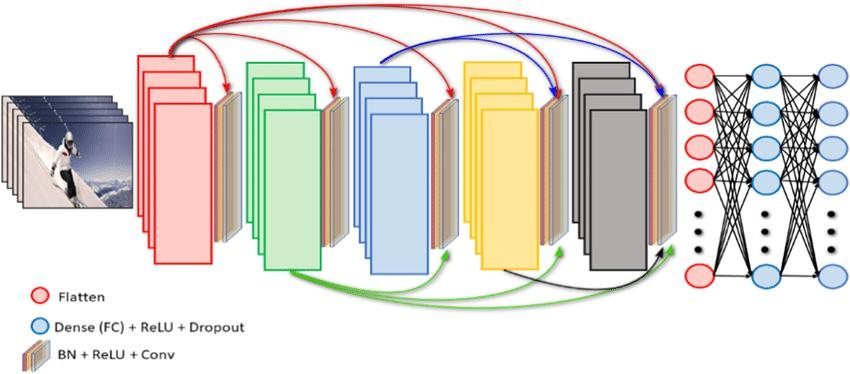 Flatten
Dense (FC) + ReLU + Dropout
BN + ReLU + Conv